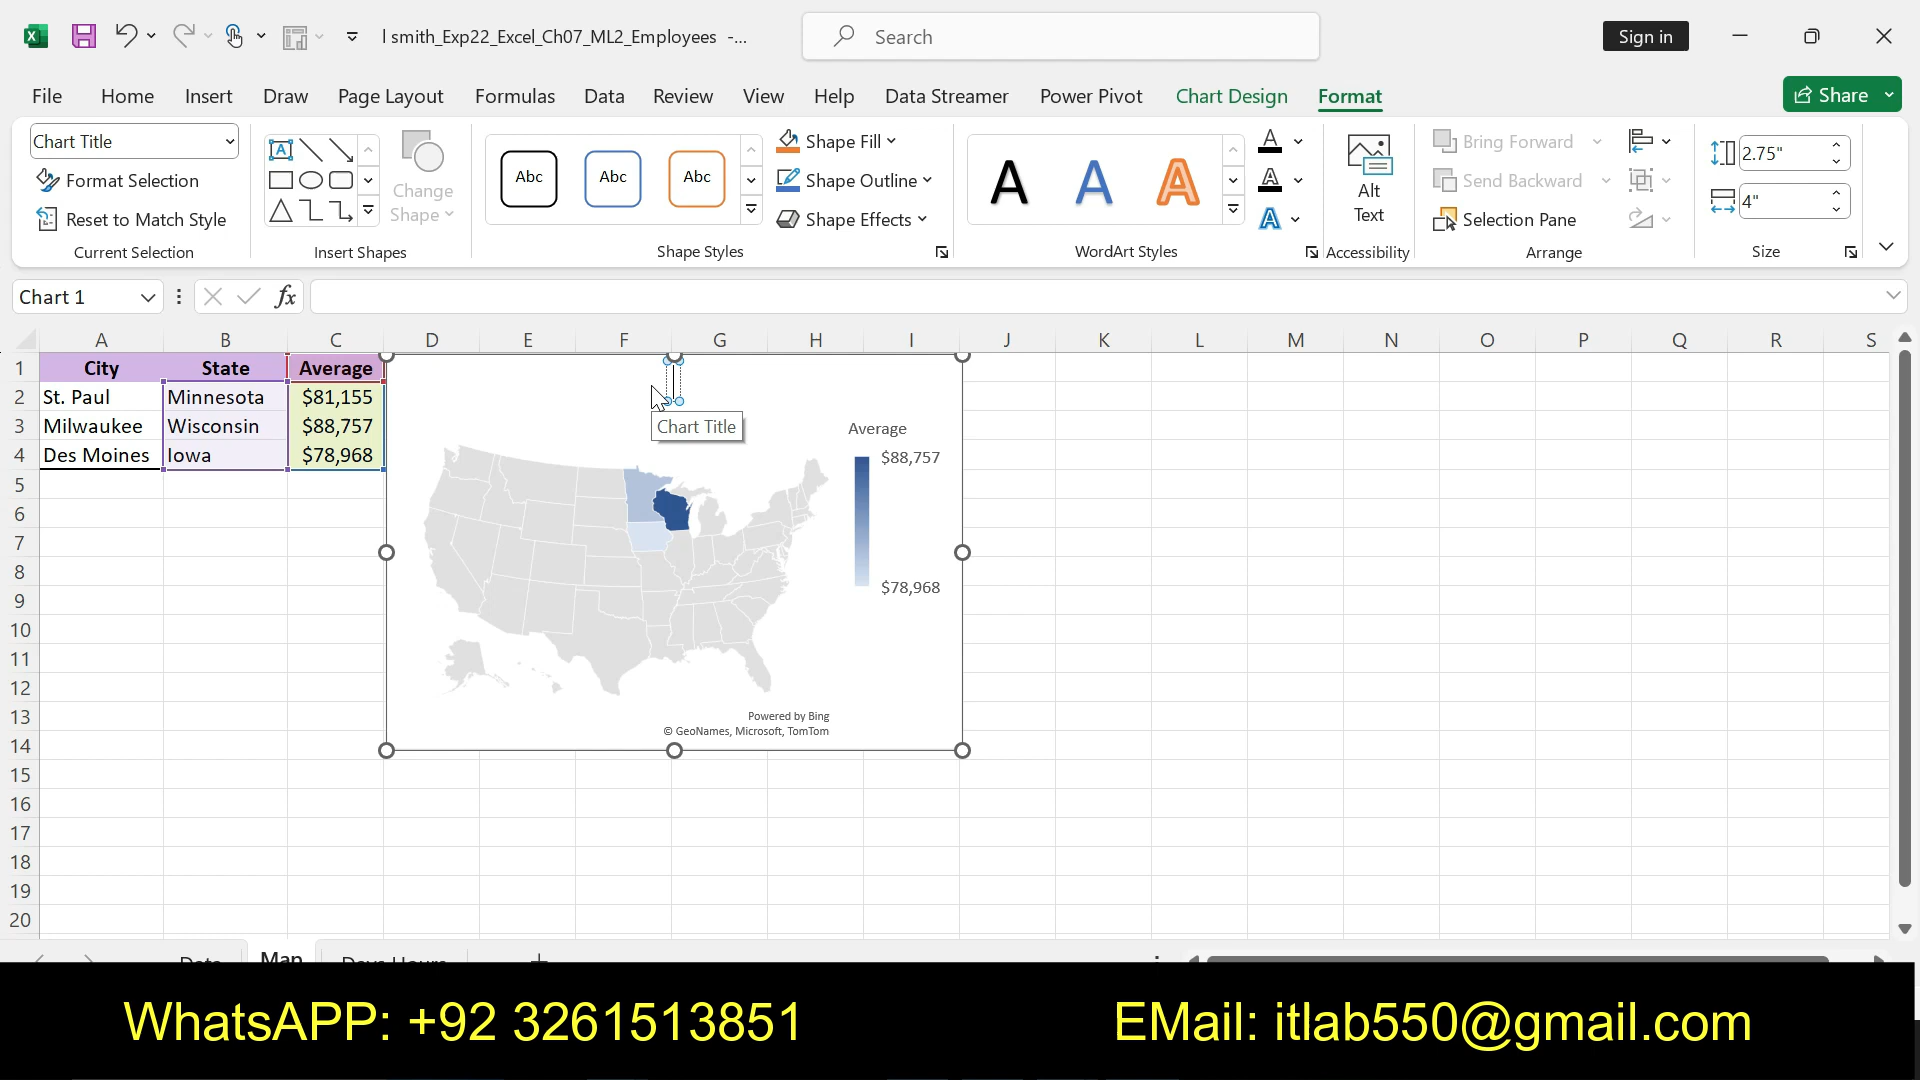 l smith_Exp22_Excel_Ch07_ML2_Employees -...
Search
Sign in
File Home Insert Draw Page Layout Formulas Data Review View Help Data Streamer Power Pivot Chart Design Format
Share
Chart Title
Format Selection
Reset to Match Style
Current Selection
Change
Shape
Insert Shapes
Abc Abc Abc
Shape Fill
Shape Outline
Shape Effects
Shape Styles
A A A
WordArt Styles
Alt
Text
Accessibility
Bring Forward
Send Backward
Selection Pane
Arrange
2.75"
4"
Size
Chart 1
fx
A B C D E F G H I J K L M N O P Q R S
1 City State Average
2 St. Paul Minnesota $81,155
3 Milwaukee Wisconsin $88,757
4 Des Moines Iowa $78,968
5
6
7
8
9
10
11
12
13
14
15
16
17
18
19
20
Chart Title
Average
$88,757
$78,968
Powered by Bing
© GeoNames, Microsoft, TomTom
Data Map Days Hours
WhatsAPP: +92 3261513851
EMail: itlab550@gmail.com